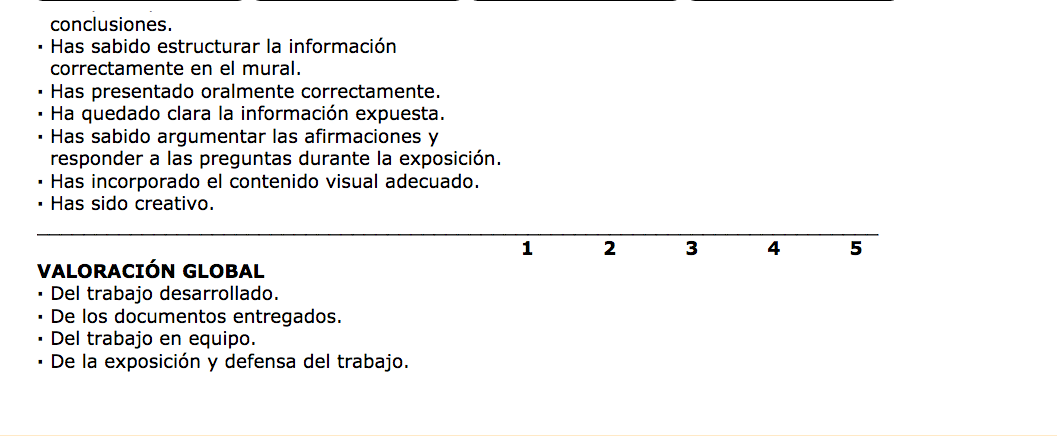 conclusiones.
· Has sabido estructurar la información
correctamente en el mural.
· Has presentado oralmente correctamente.
· Ha quedado clara la información expuesta.
· Has sabido argumentar las afirmaciones y
responder a las preguntas durante la exposición.
· Has incorporado el contenido visual adecuado.
· Has sido creativo.
1 2 3 4 5
VALORACIÓN GLOBAL
· Del trabajo desarrollado.
· De los documentos entregados.
· Del trabajo en equipo.
· De la exposición y defensa del trabajo.